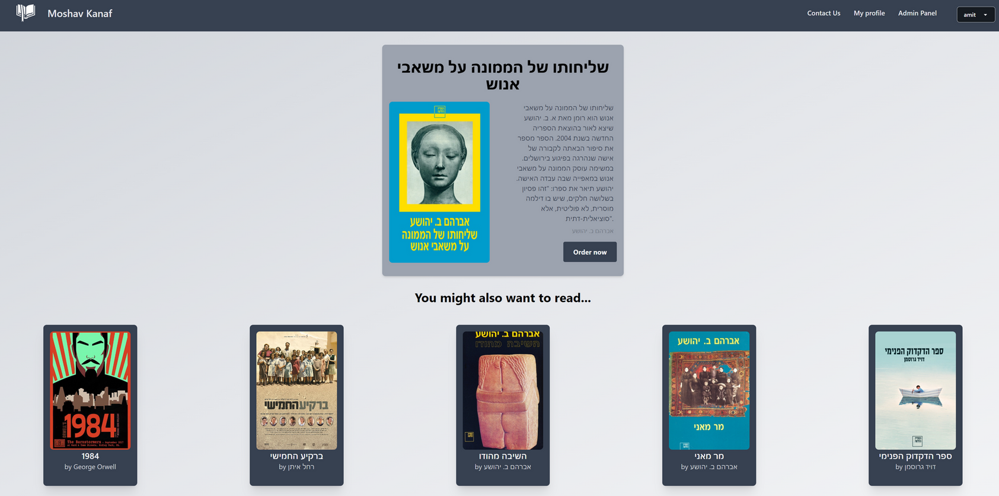 Moshav Kanaf
Contact Us
My profile
Admin Panel
amit
שליחותו של הממונה על משאבי
אנוש
אברהם ב. יהושע
שליחותו של הממונה
על משאבי אנוש
שליחותו של הממונה על משאבי
אנוש הוא רומן מאת א. ב. יהושע
שיצא לאור בהוצאת הספריה
החדשה בשנת 2004. הספר מספר
את סיפור הבאתה לקבורה של
אישה שנהרגה בפיגוע בירושלים.
במשימה עוסק הממונה על משאבי
אנוש במאפייה שבה עבדה האישה.
יהושע תיאר את ספרו: "זהו פסיון
בשלושה חלקים, שיש בו דילמה
מוסרית, לא פוליטית, אלא
סוציאלית-דתית".
אברהם ב. יהושע
Order now
You might also want to read...
1984
The Barnstormers
1984
by George Orwell
ברקיע החמישי
ברקיע החמישי
by רחל איתן
אברהם ב. יהושע
השיבה מהודו
השיבה מהודו
by אברהם ב. יהושע
אברהם ב. יהושע
מר מאני
מר מאני
by אברהם ב. יהושע
ספר הדקדוק הפנימי
דויד גרוסמן
ספר הדקדוק הפנימי
by דויד גרוסמן